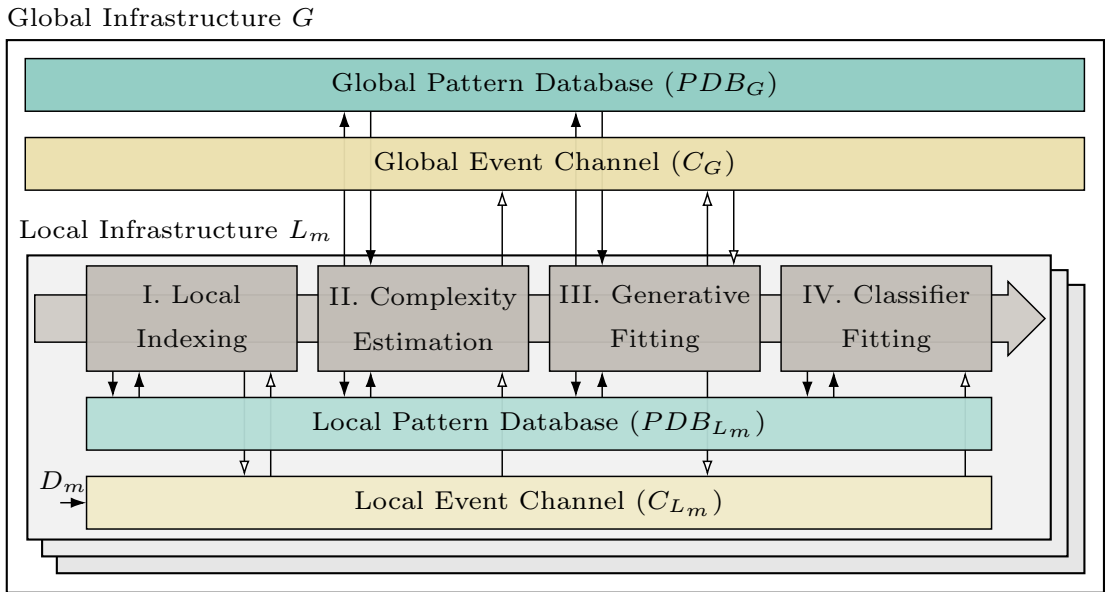 Global Infrastructure G
Global Pattern Database (PDB_G)
Global Event Channel (C_G)
Local Infrastructure L_m
I. Local
Indexing
II. Complexity
Estimation
III. Generative
Fitting
IV. Classifier
Fitting
Local Pattern Database (PDB_{L_m})
D_m
Local Event Channel (C_{L_m})